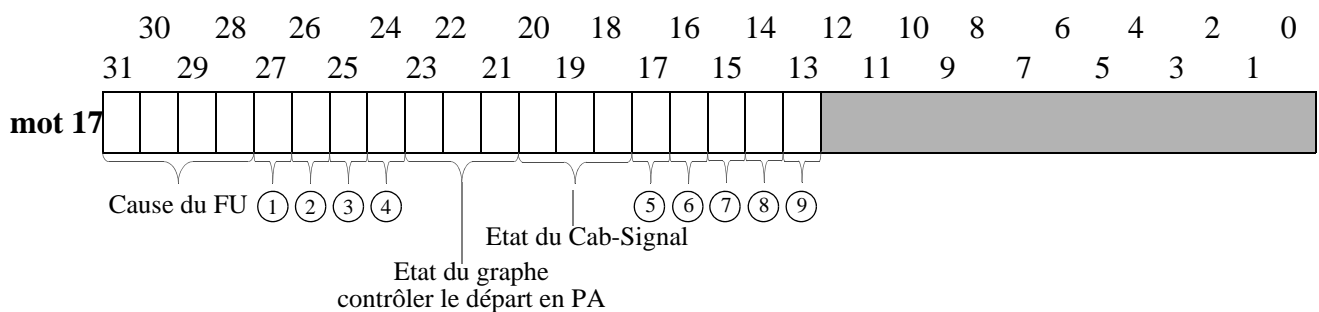 30 28 26 24 22 20 18 16 14 12 10 8 6 4 2 0
31 29 27 25 23 21 19 17 15 13 11 9 7 5 3 1
mot 17
Cause du FU 1 2 3 4 5 6 7 8 9
Etat du Cab-Signal
Etat du graphe
contrôler le départ en PA